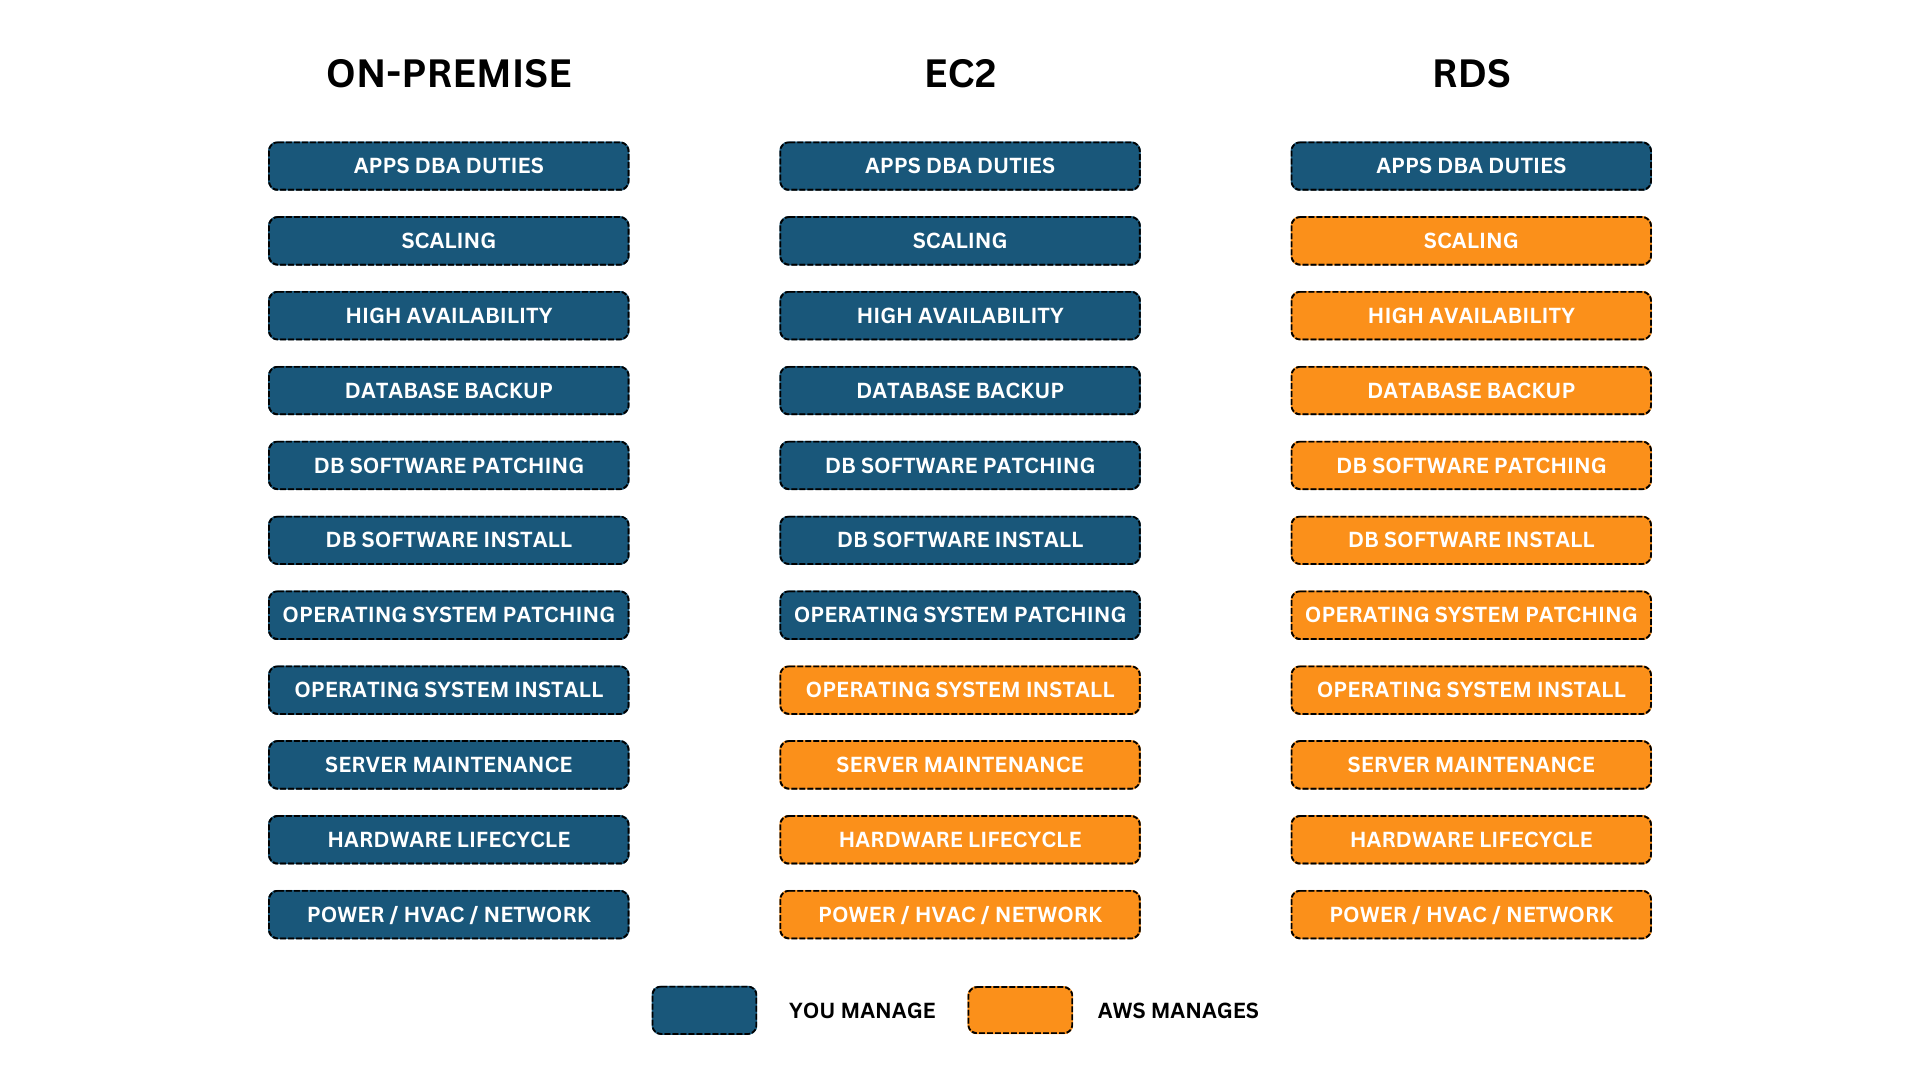 ON-PREMISE
EC2
RDS
APPS DBA DUTIES
APPS DBA DUTIES
APPS DBA DUTIES
SCALING
SCALING
SCALING
HIGH AVAILABILITY
HIGH AVAILABILITY
HIGH AVAILABILITY
DATABASE BACKUP
DATABASE BACKUP
DATABASE BACKUP
DB SOFTWARE PATCHING
DB SOFTWARE PATCHING
DB SOFTWARE PATCHING
DB SOFTWARE INSTALL
DB SOFTWARE INSTALL
DB SOFTWARE INSTALL
OPERATING SYSTEM PATCHING
OPERATING SYSTEM PATCHING
OPERATING SYSTEM PATCHING
OPERATING SYSTEM INSTALL
OPERATING SYSTEM INSTALL
OPERATING SYSTEM INSTALL
SERVER MAINTENANCE
SERVER MAINTENANCE
SERVER MAINTENANCE
HARDWARE LIFECYCLE
HARDWARE LIFECYCLE
HARDWARE LIFECYCLE
POWER / HVAC / NETWORK
POWER / HVAC / NETWORK
POWER / HVAC / NETWORK
YOU MANAGE
AWS MANAGES